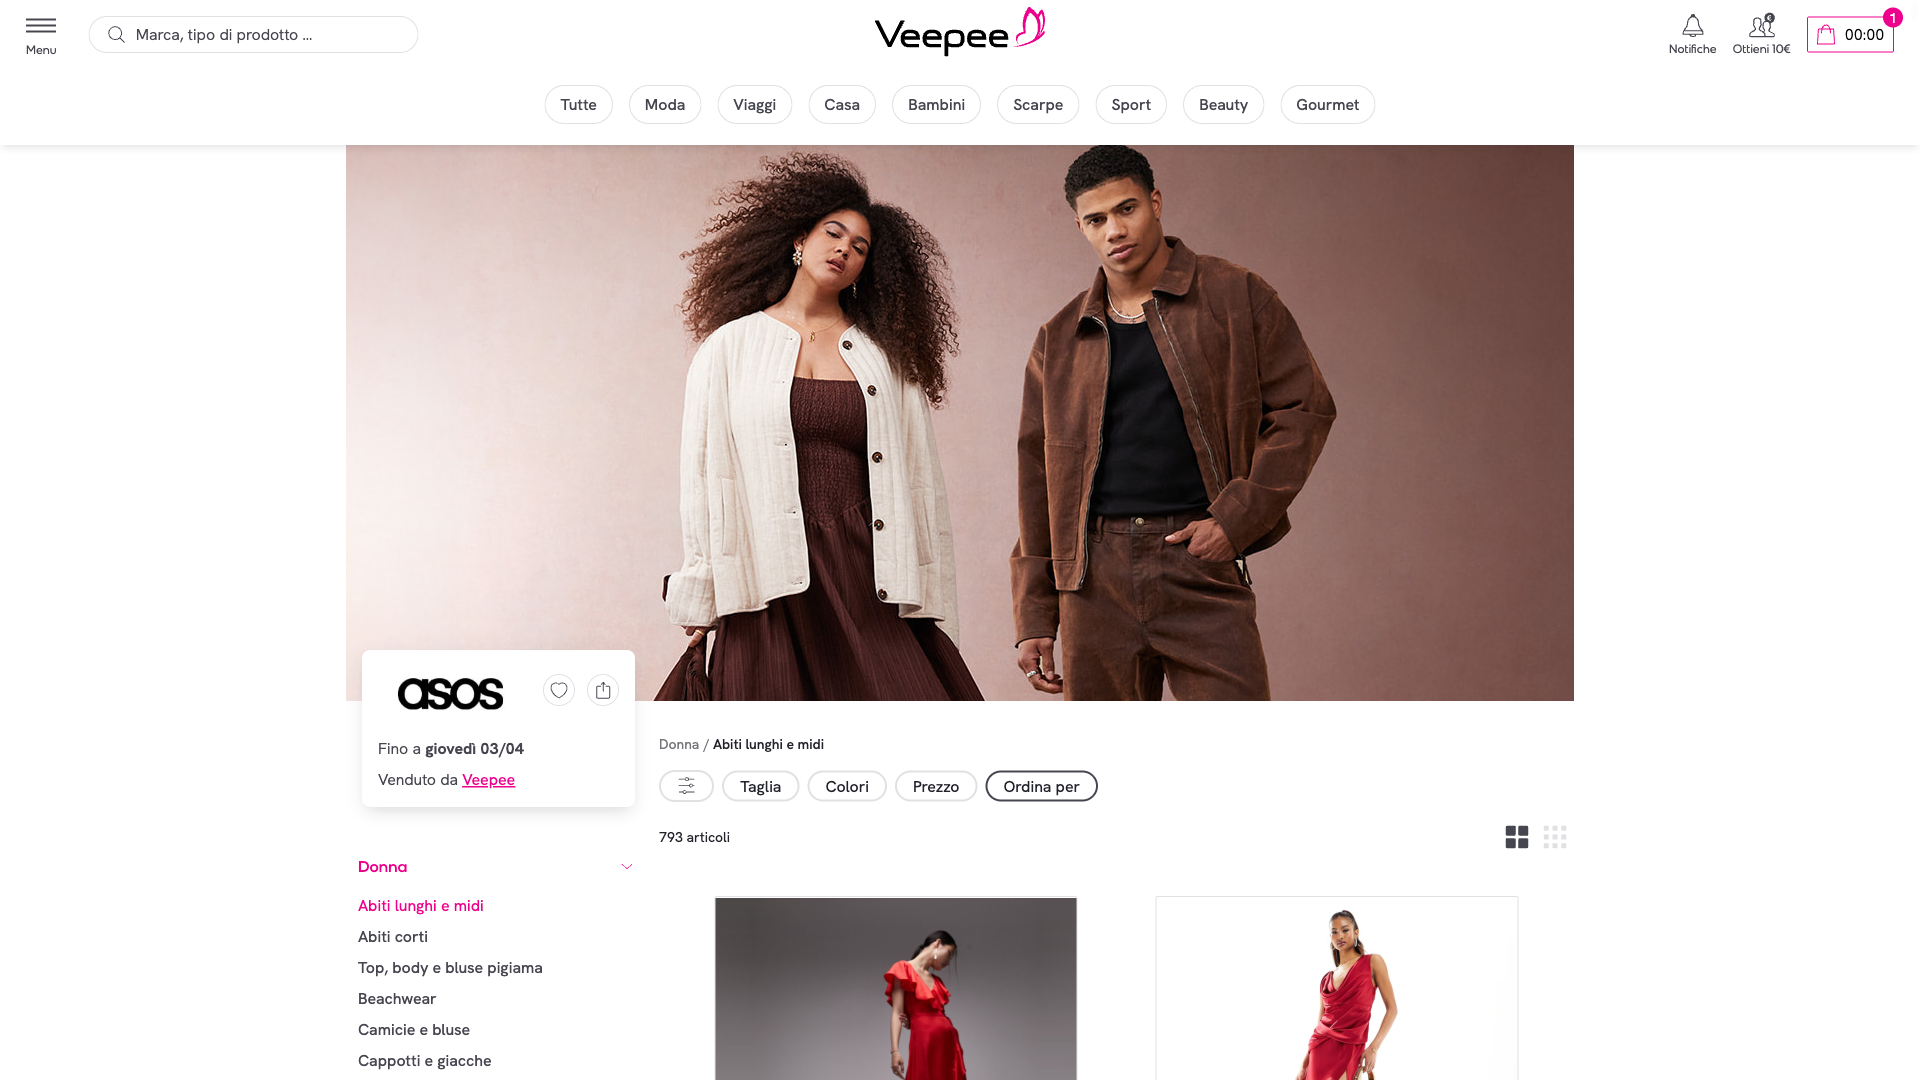 Menu
Marca, tipo di prodotto ...
Veepee
Notifiche
Ottieni 10€
€
1
00:00
Tutte
Moda
Viaggi
Casa
Bambini
Scarpe
Sport
Beauty
Gourmet
asos
Fino a giovedì 03/04
Venduto da Veepee
Donna / Abiti lunghi e midi
Taglia
Colori
Prezzo
Ordina per
793 articoli
Donna
Abiti lunghi e midi
Abiti corti
Top, body e bluse pigiama
Beachwear
Camicie e bluse
Cappotti e giacche